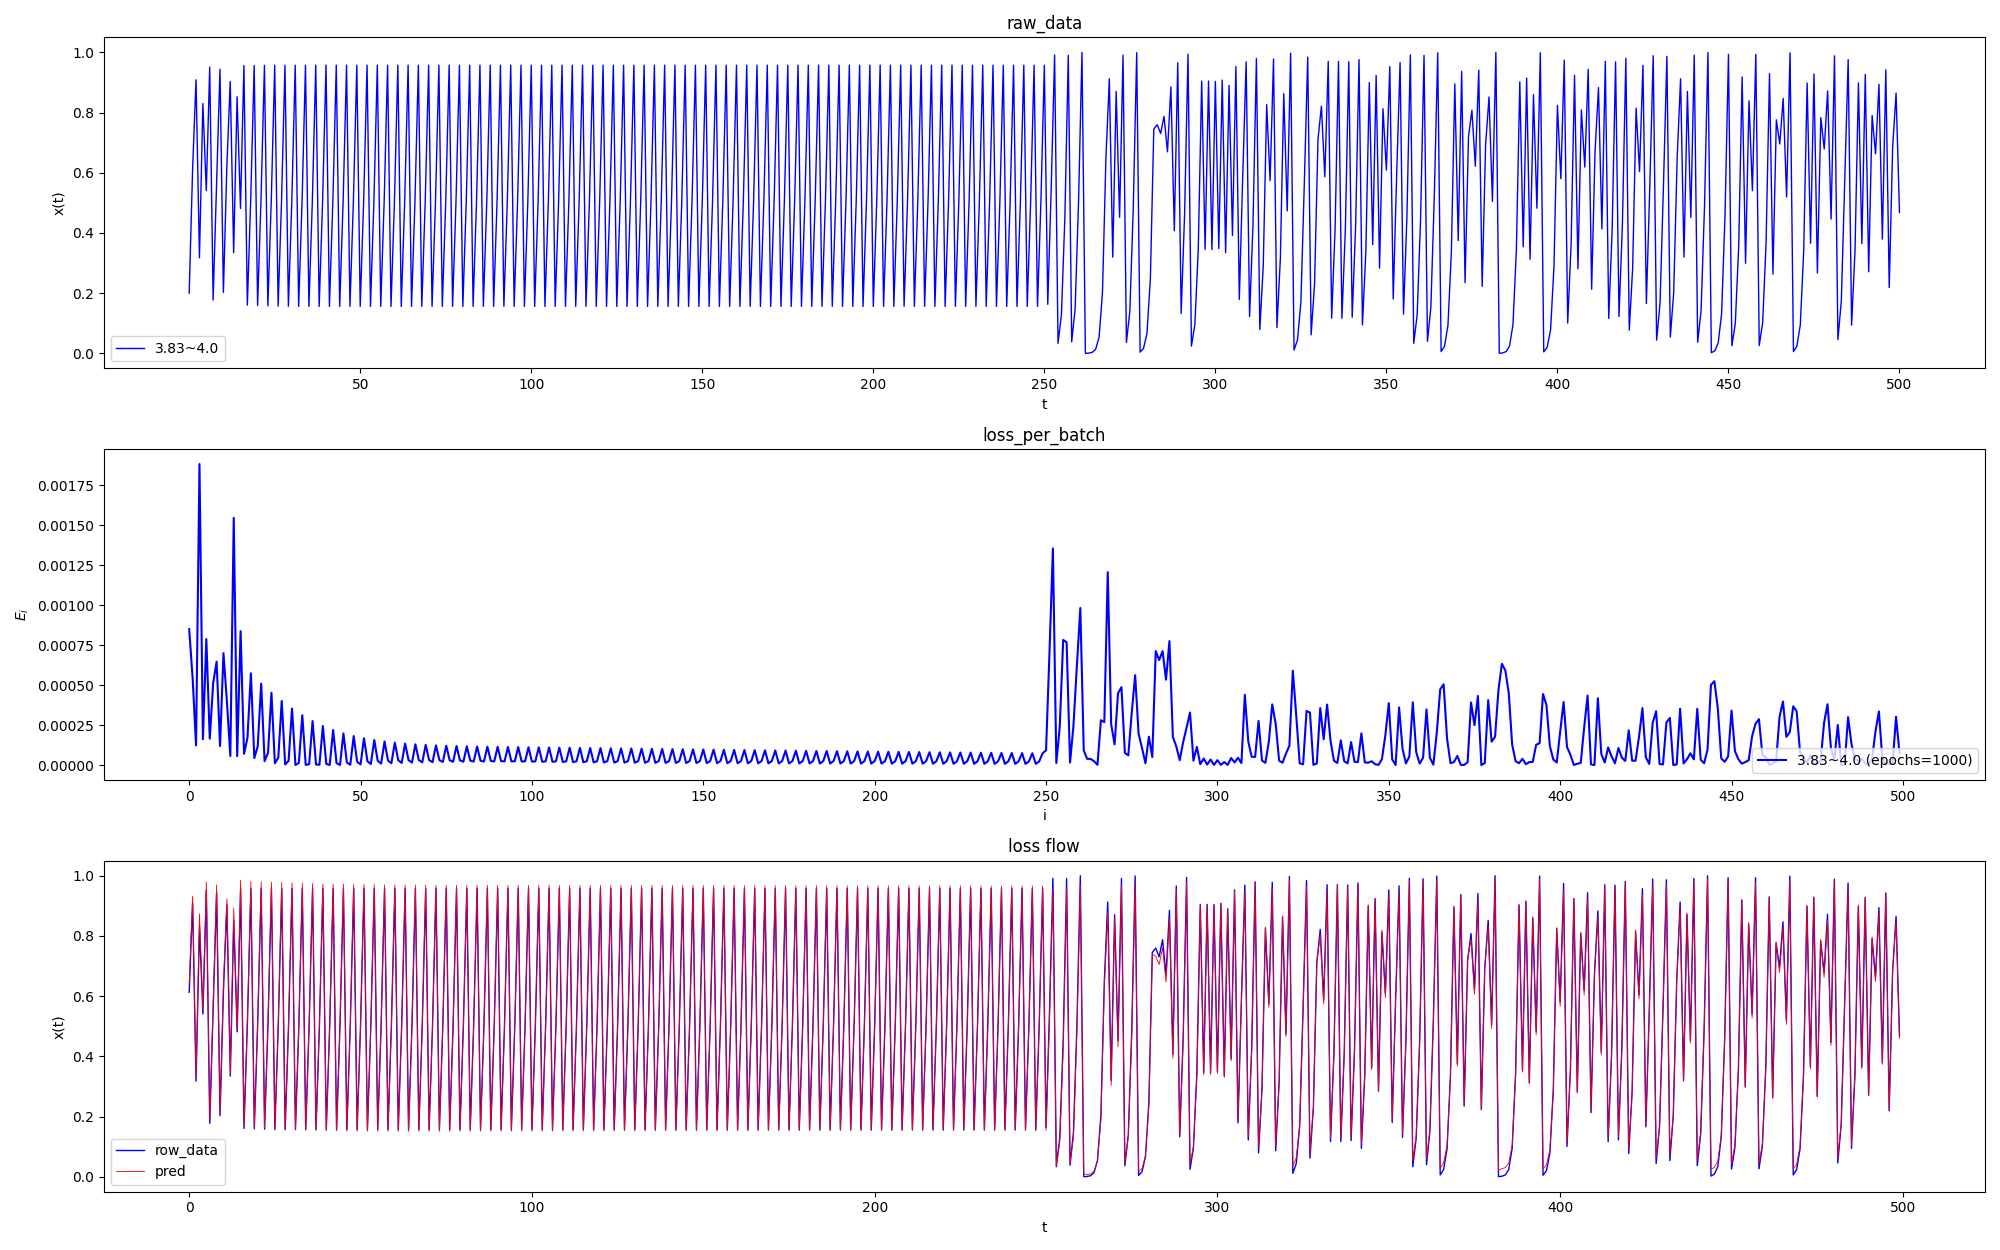 raw_data
1.0
0.8
0.6
0.4
0.2
0.0
x(t)
3.83~4.0
50 100 150 200 250 300 350 400 450 500
t
loss_per_batch
0.00175
0.00150
0.00125
0.00100
0.00075
0.00050
0.00025
0.00000
E_i
3.83~4.0 (epochs=1000)
0 50 100 150 200 250 300 350 400 450 500
i
loss flow
1.0
0.8
0.6
0.4
0.2
0.0
x(t)
row_data
pred
0 100 200 300 400 500
t